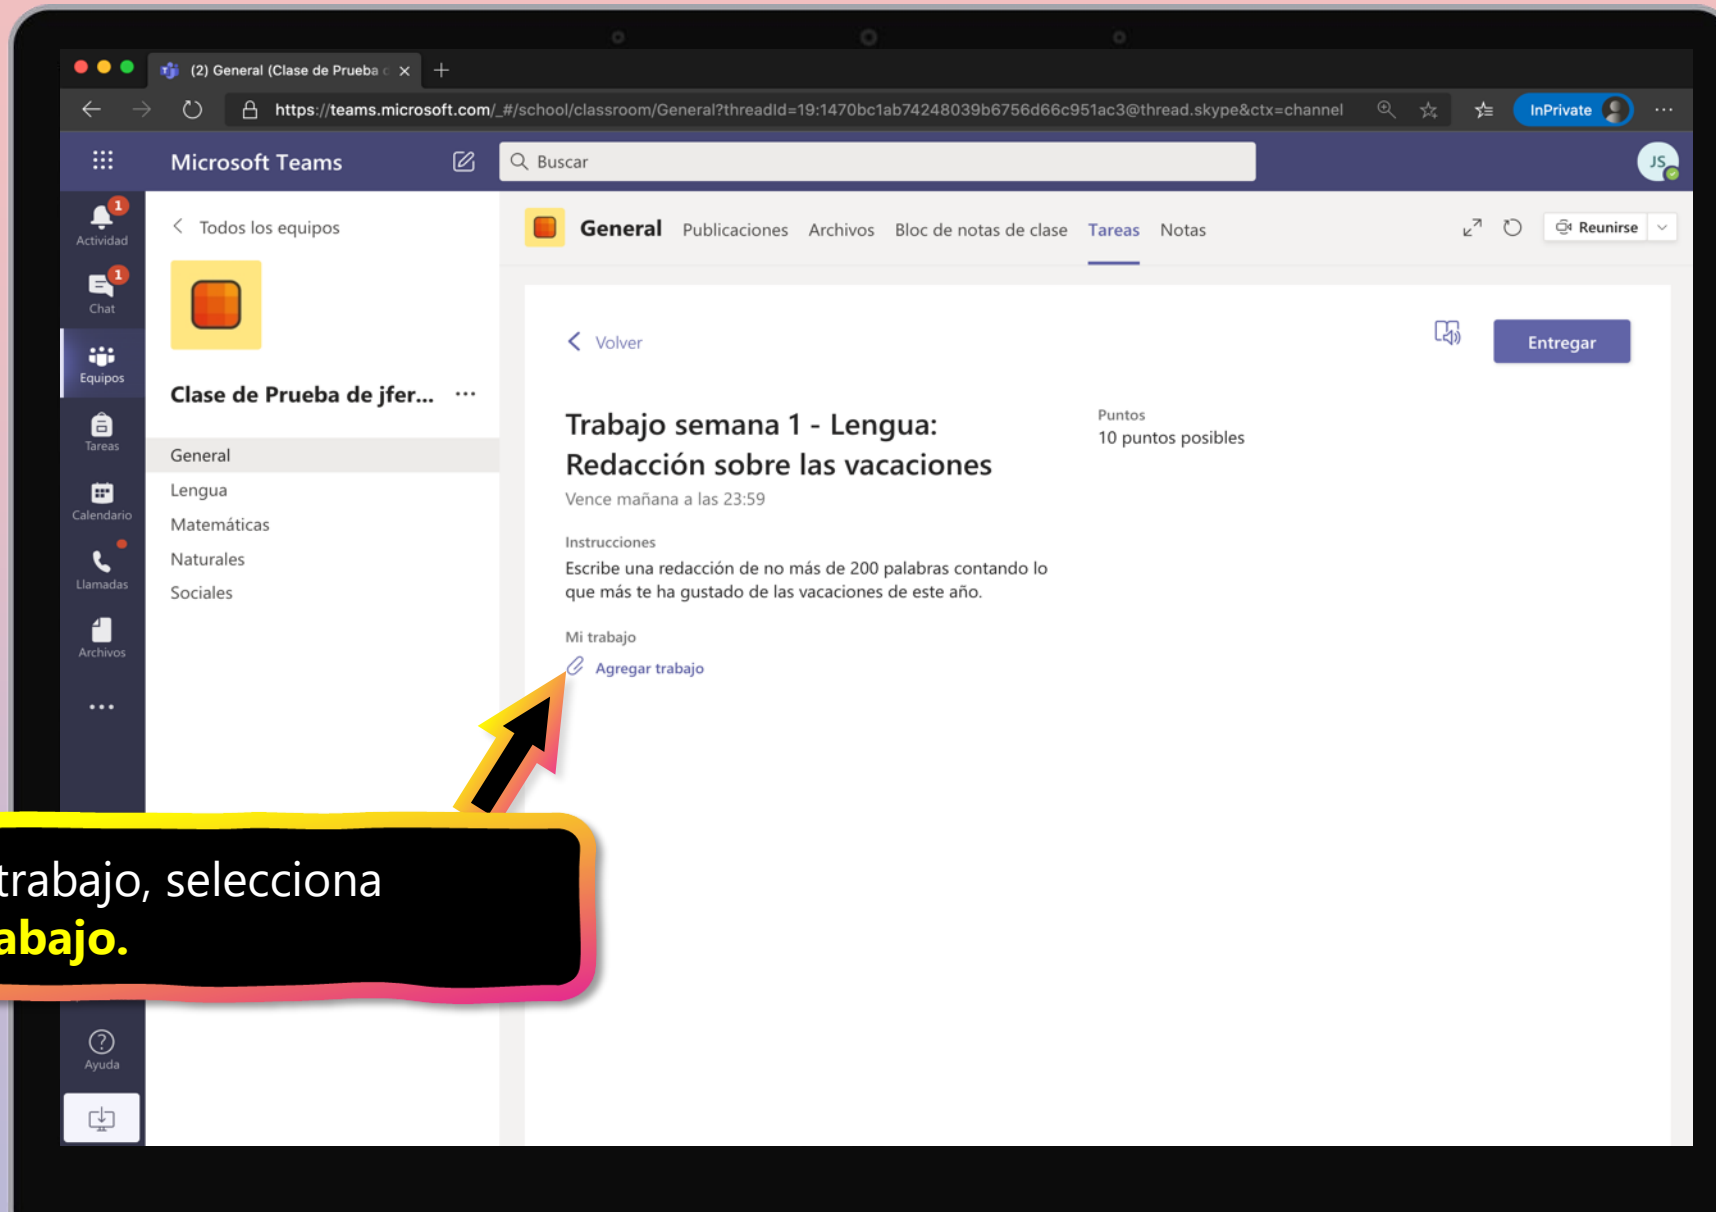 (2) General (Clase de Prueba
https://teams.microsoft.com/_#/school/classroom/General?threadId=19:1470bc1ab74248039b6756d66c951ac3@thread.skype&ctx=channel
InPrivate
Microsoft Teams
Buscar
JS
1
Actividad
1
Chat
Equipos
Tareas
Calendario
Llamadas
Archivos
Ayuda
Todos los equipos
Clase de Prueba de jfer...
General
Lengua
Matemáticas
Naturales
Sociales
General Publicaciones Archivos Bloc de notas de clase Tareas Notas
Reunirse
Volver
Entregar
Trabajo semana 1 - Lengua:
Redacción sobre las vacaciones
Vence mañana a las 23:59
Puntos
10 puntos posibles
Instrucciones
Escribe una redacción de no más de 200 palabras contando lo
que más te ha gustado de las vacaciones de este año.
Mi trabajo
Agregar trabajo
trabajo, selecciona
abajo.